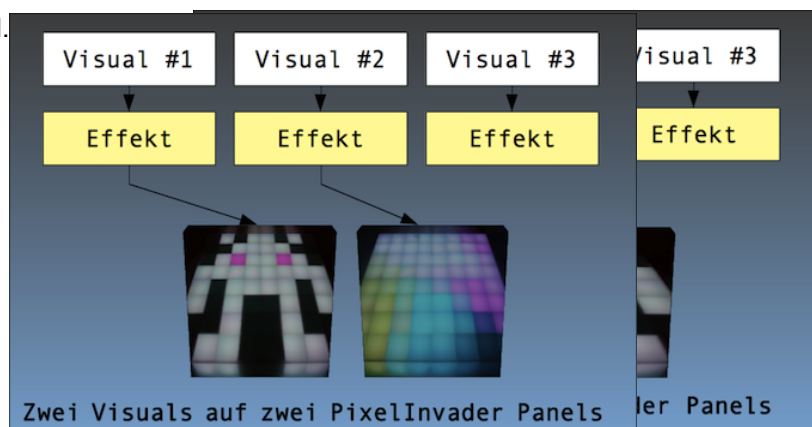 Visual #1 Visual #2 Visual #3 Visual #3
Effekt Effekt Effekt Effekt
Zwei Visuals auf zwei PixelInvader Panels Panels